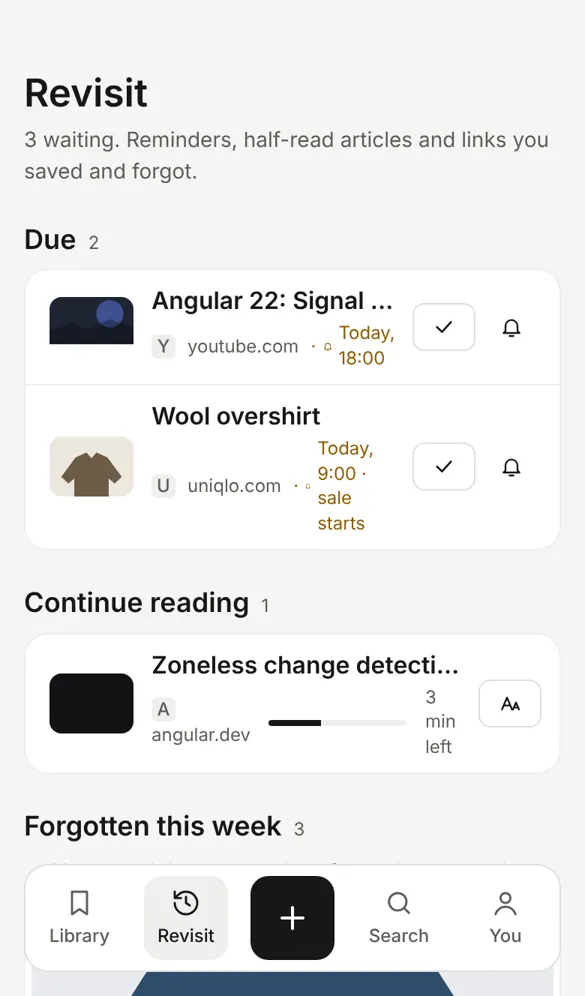 Revisit
3 waiting. Reminders, half-read articles and links you
saved and forgot.
Due 2
Angular 22: Signal ...
Y youtube.com · Today,
18:00
Wool overshirt
U uniqlo.com · Today,
9:00 ·
sale
starts
Continue reading 1
Zoneless change detecti...
A
angular.dev
3
min
left
AA
Forgotten this week 3
Library
Revisit
Search
You